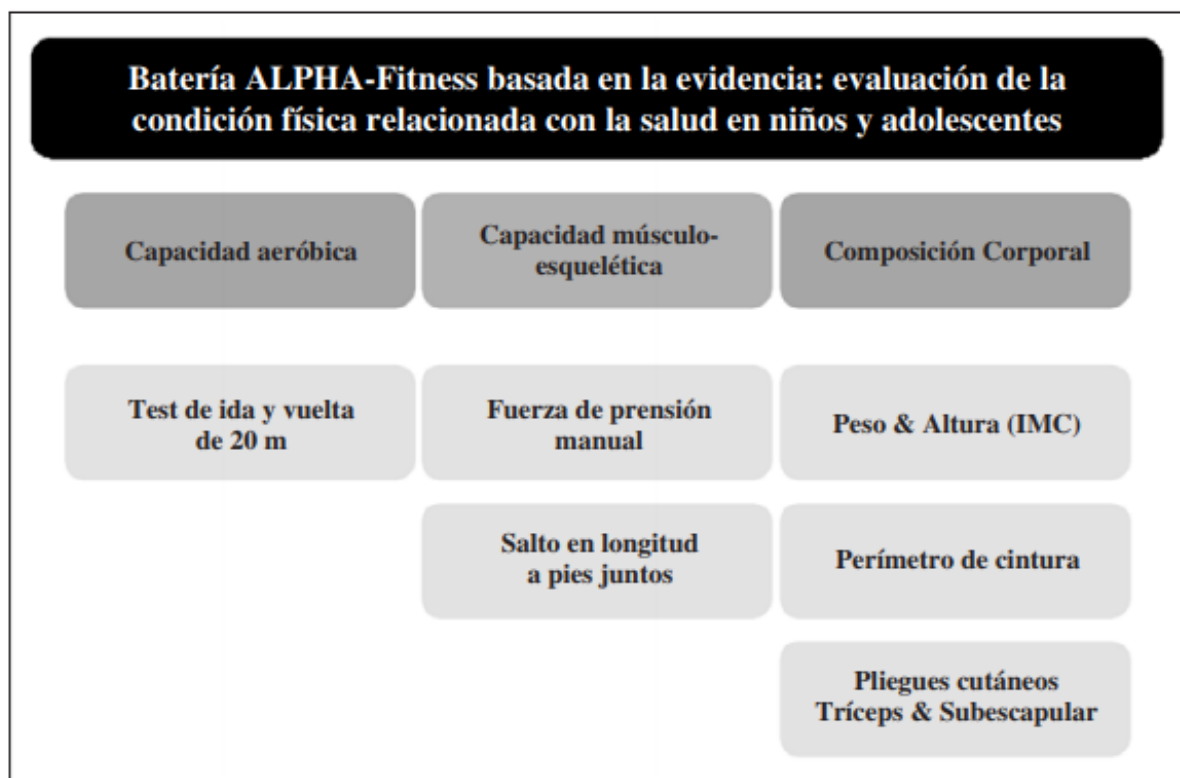 Batería ALPHA-Fitness basada en la evidencia: evaluación de la
condición física relacionada con la salud en niños y adolescentes
Capacidad aeróbica
Capacidad músculo-
esquelética
Composición Corporal
Test de ida y vuelta
de 20 m
Fuerza de prensión
manual
Peso & Altura (IMC)
Salto en longitud
a pies juntos
Perímetro de cintura
Pliegues cutáneos
Tríceps & Subescapular